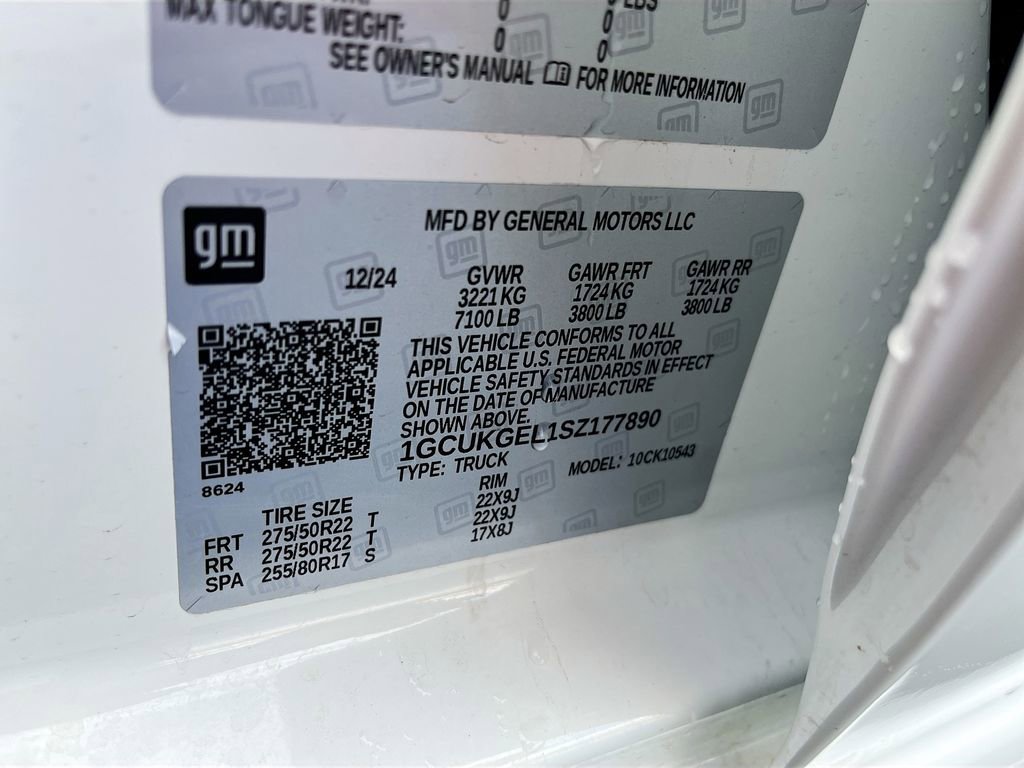 LBS
MAX TONGUE WEIGHT: 0 0
0 0
SEE OWNER'S MANUAL FOR MORE INFORMATION
gm
MFD BY GENERAL MOTORS LLC
12/24 GVWR GAWR FRT GAWR RR
3221 KG 1724 KG 1724 KG
7100 LB 3800 LB 3800 LB
THIS VEHICLE CONFORMS TO ALL
APPLICABLE U.S. FEDERAL MOTOR
VEHICLE SAFETY STANDARDS IN EFFECT
ON THE DATE OF MANUFACTURE
SHOWN ABOVE.
1GCUKGEL1SZ177890
TYPE: TRUCK MODEL: 10CK10543
8624
TIRE SIZE RIM
FRT 275/50R22 T 22X9J
RR 275/50R22 T 22X9J
SPA 255/80R17 S 17X8J